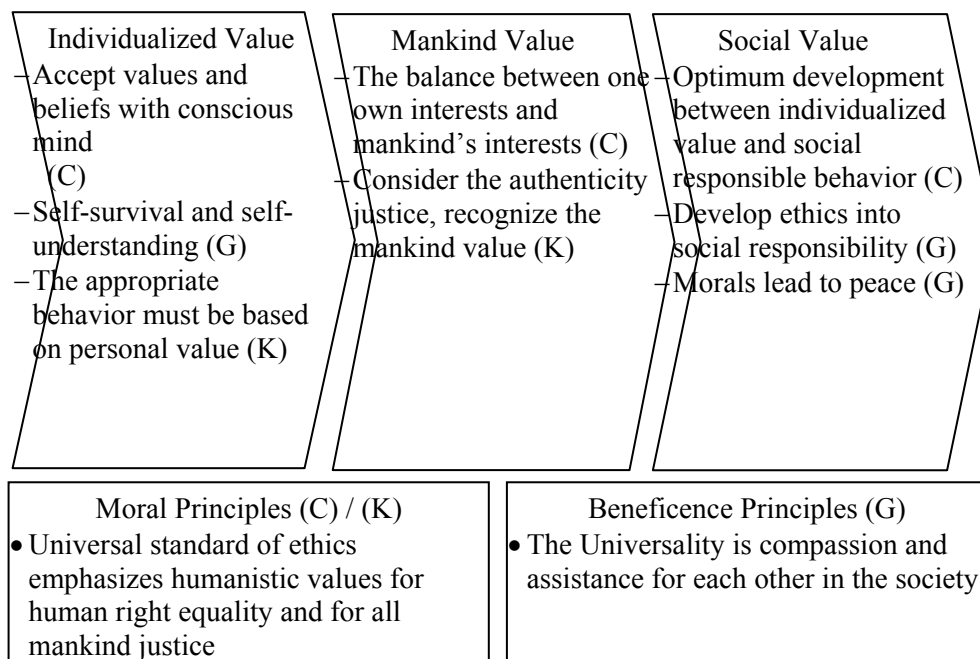 Individualized Value
–Accept values and
beliefs with conscious
mind
(C)
–Self-survival and self-
understanding (G)
–The appropriate
behavior must be based
on personal value (K)
Mankind Value
–The balance between one
own interests and
mankind’s interests (C)
–Consider the authenticity
justice, recognize the
mankind value (K)
Social Value
–Optimum development
between individualized
value and social
responsible behavior (C)
–Develop ethics into
social responsibility (G)
–Morals lead to peace (G)
Moral Principles (C) / (K)
• Universal standard of ethics
emphasizes humanistic values for
human right equality and for all
mankind justice
Beneficence Principles (G)
• The Universality is compassion and
assistance for each other in the society